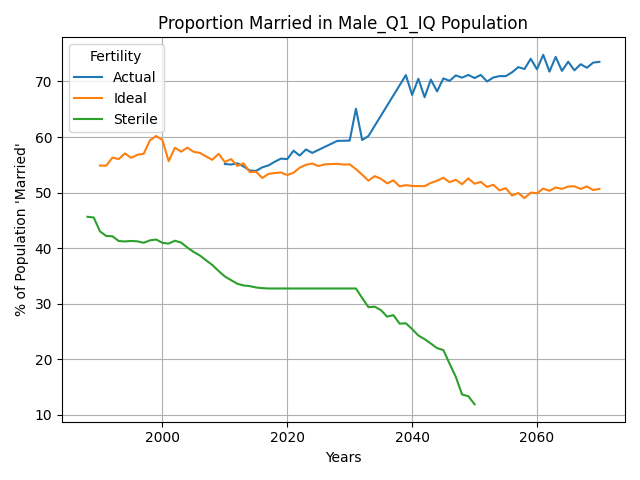 Proportion Married in Male_Q1_IQ Population
Fertility
Actual
Ideal
Sterile
% of Population 'Married'
70
60
50
40
30
20
10
2000
2020
2040
2060
Years